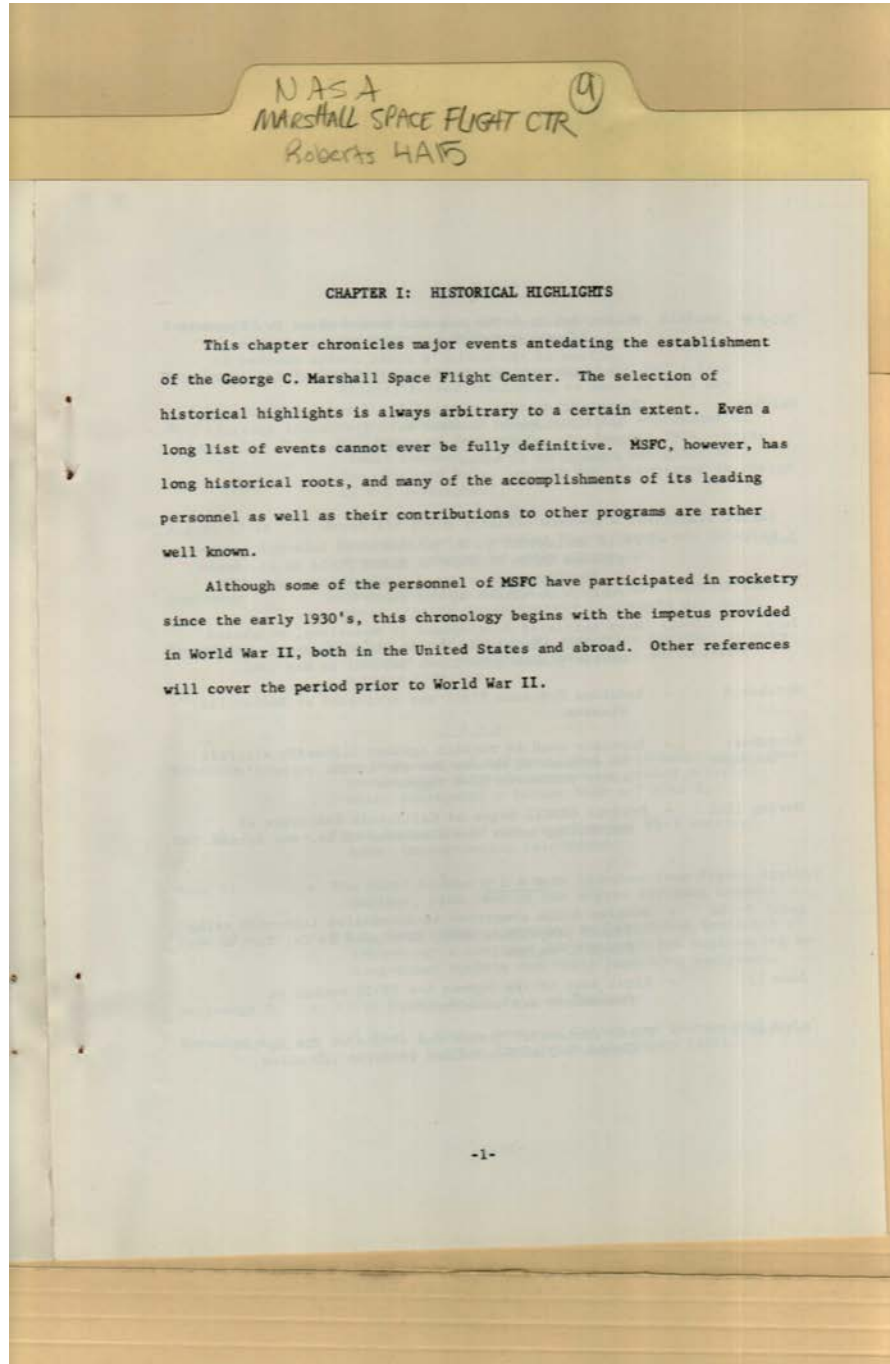 NASA
MARSHALL SPACE FLIGHT CTR 9
Roberts 4A15
CHAPTER I: HISTORICAL HIGHLIGHTS
This chapter chronicles major events antedating the establishment
of the George C. Marshall Space Flight Center. The selection of
historical highlights is always arbitrary to a certain extent. Even a
long list of events cannot ever be fully definitive. MSFC, however, has
long historical roots, and many of the accomplishments of its leading
personnel as well as their contributions to other programs are rather
well known.
Although some of the personnel of MSFC have participated in rocketry
since the early 1930's, this chronology begins with the impetus provided
in World War II, both in the United States and abroad. Other references
will cover the period prior to World War II.
-1-